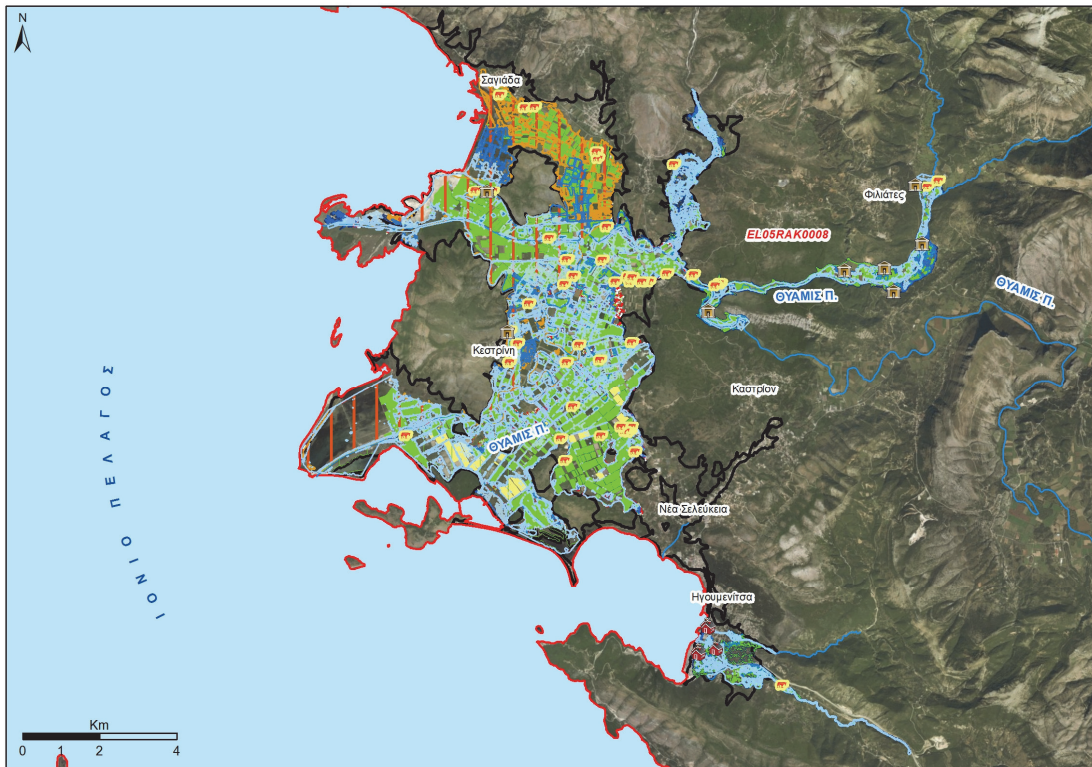 N
Σαγιάδα
Φιλιάτες
EL05RAK0008
ΘΥΑΜΙΣ Π.
ΘΥΑΜΙΣ Π.
Κεστρίνη
Καστρίον
ΘΥΑΜΙΣ Π.
ΙΟΝΙΟ ΠΕΛΑΓΟΣ
Νέα Σελεύκεια
Ηγουμενίτσα
Km
0 1 2 4